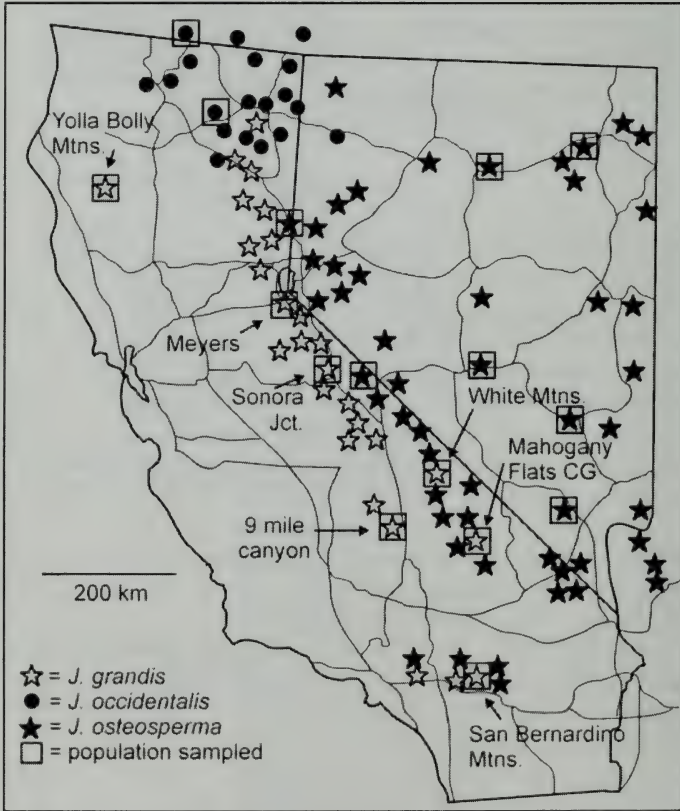 Yolla Bolly
Mtns.
Meyers
Sonora
Jct.
White Mtns.
Mahogany
Flats CG
9 mile
canyon
200 km
= J. grandis
= J. occidentalis
= J. osteosperma
= population sampled
San Bernardino
Mtns.